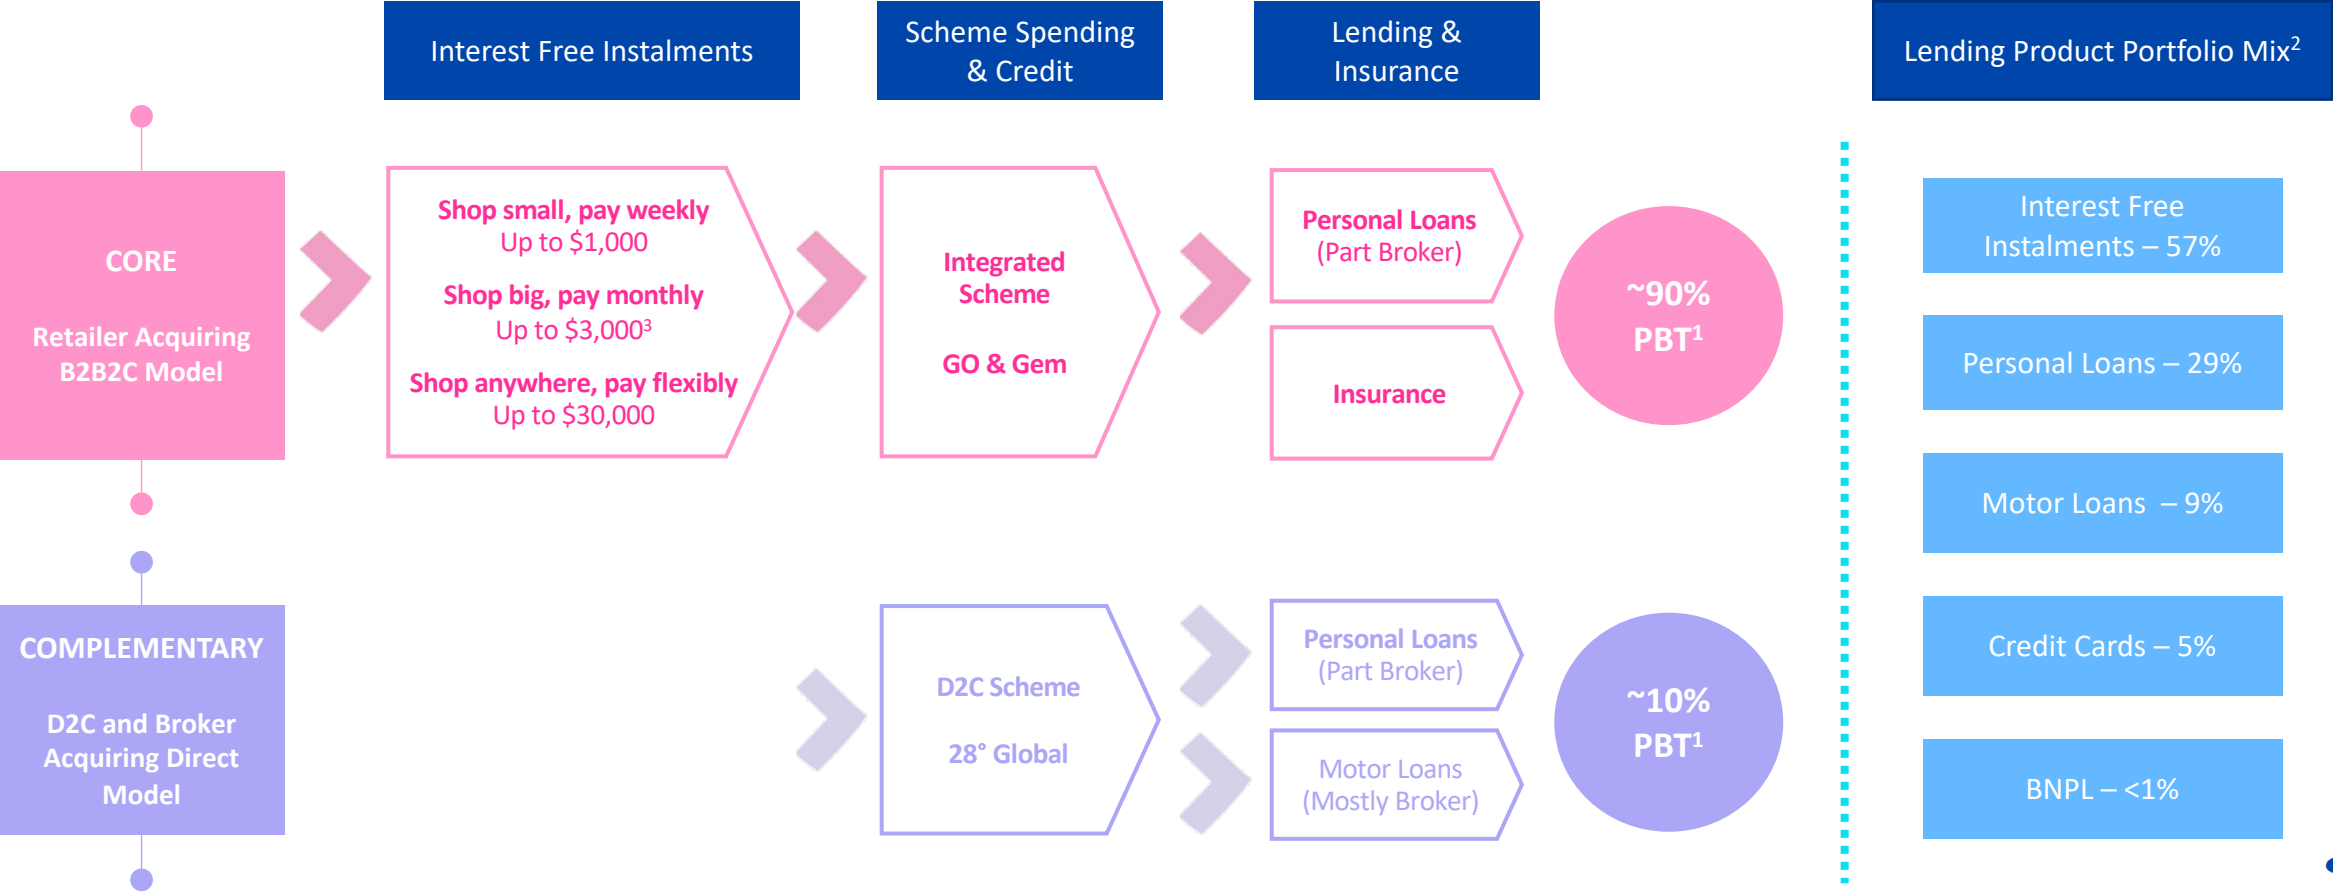 Interest Free Instalments
Scheme Spending
& Credit
Lending &
Insurance
Lending Product Portfolio Mix²
CORE
Retailer Acquiring
B2B2C Model
Shop small, pay weekly
Up to $1,000
Shop big, pay monthly
Up to $3,000³
Shop anywhere, pay flexibly
Up to $30,000
Integrated
Scheme
GO & Gem
Personal Loans
(Part Broker)
Insurance
~90%
PBT¹
COMPLEMENTARY
D2C and Broker
Acquiring Direct
Model
D2C Scheme
28° Global
Personal Loans
(Part Broker)
Motor Loans
(Mostly Broker)
~10%
PBT¹
Interest Free
Instalments – 57%
Personal Loans – 29%
Motor Loans – 9%
Credit Cards – 5%
BNPL – <1%